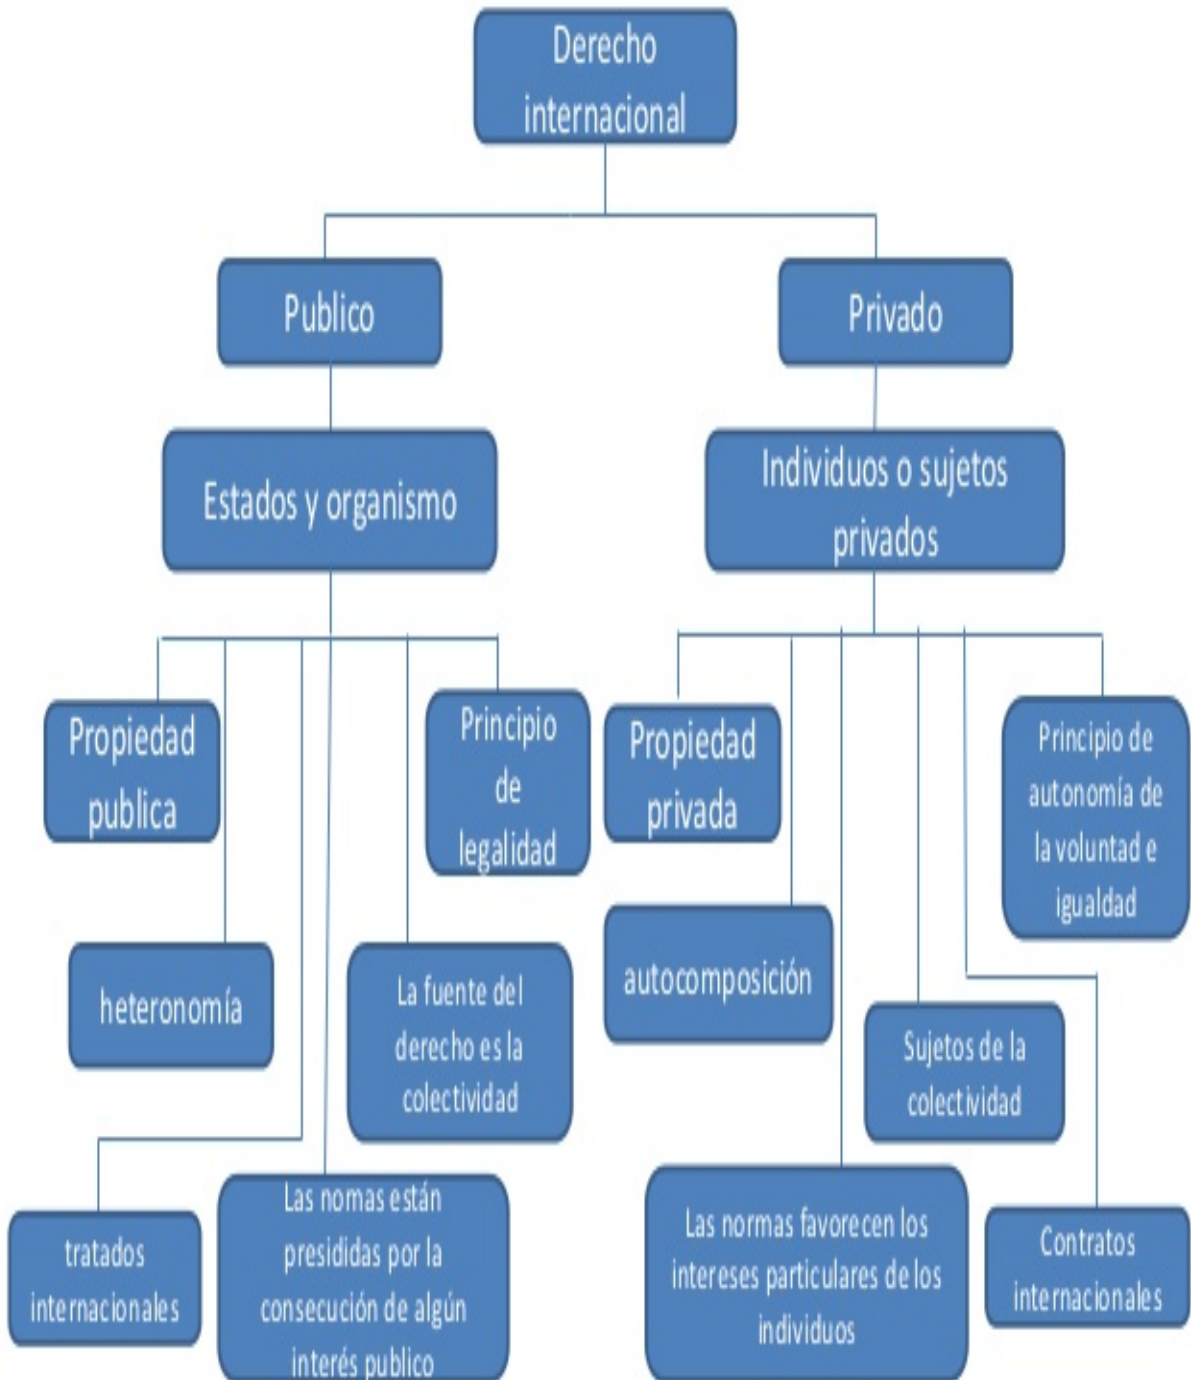 Derecho
internacional
Publico
Privado
Estados y organismo
Individuos o sujetos
privados
Propiedad
publica
Principio
de
legalidad
Propiedad
privada
Principio de
autonomía de
la voluntad e
igualdad
heteronomía
La fuente del
derecho es la
colectividad
autocomposición
Sujetos de la
colectividad
tratados
internacionales
Las nomas están
presididas por la
consecución de algún
interés publico
Las normas favorecen los
intereses particulares de los
individuos
Contratos
internacionales